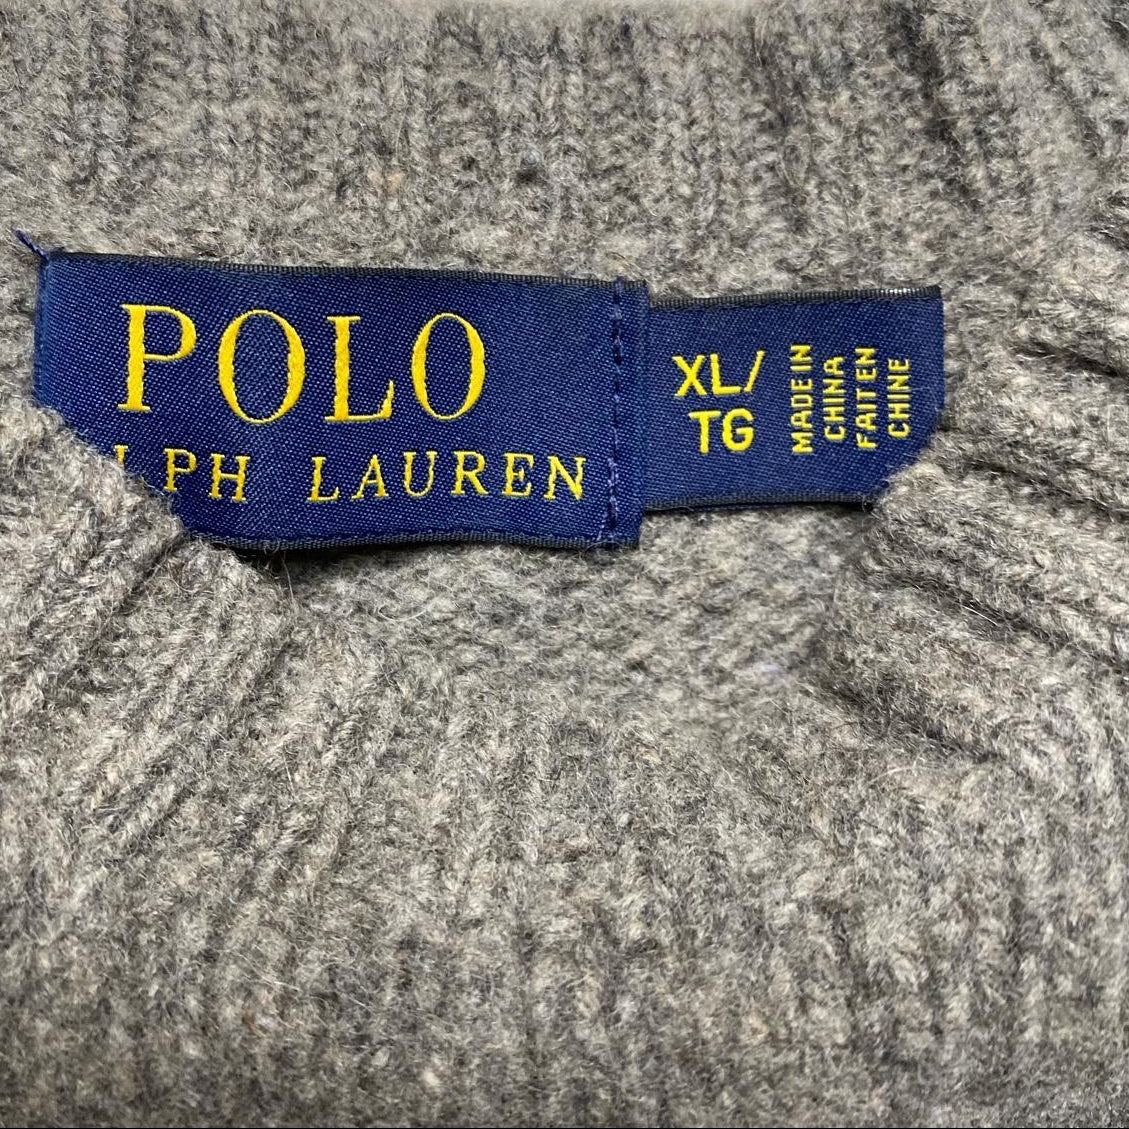 POLO
LPH LAUREN
XL/
TG
MADE IN
CHINA
FAIT EN
CHINE